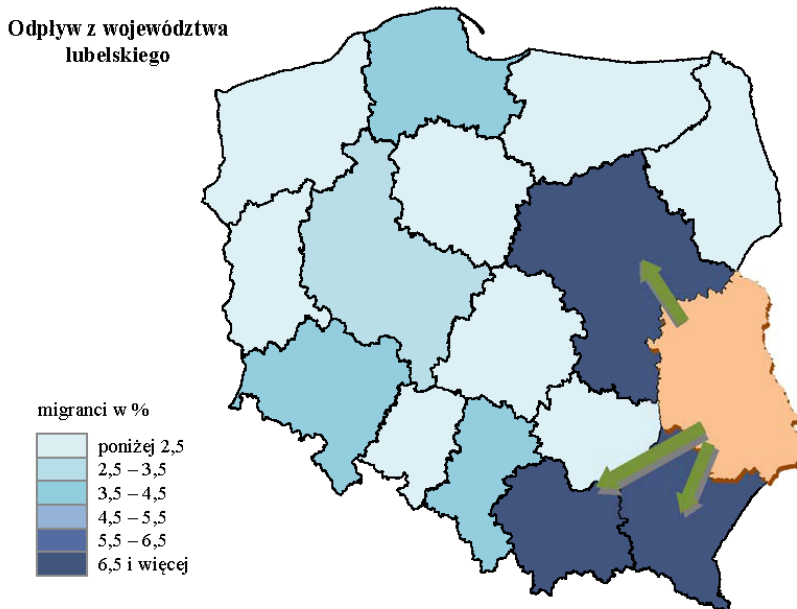 Odpływ z województwa
lubelskiego
migranci w %
poniżej 2,5
2,5 – 3,5
3,5 – 4,5
4,5 – 5,5
5,5 – 6,5
6,5 i więcej